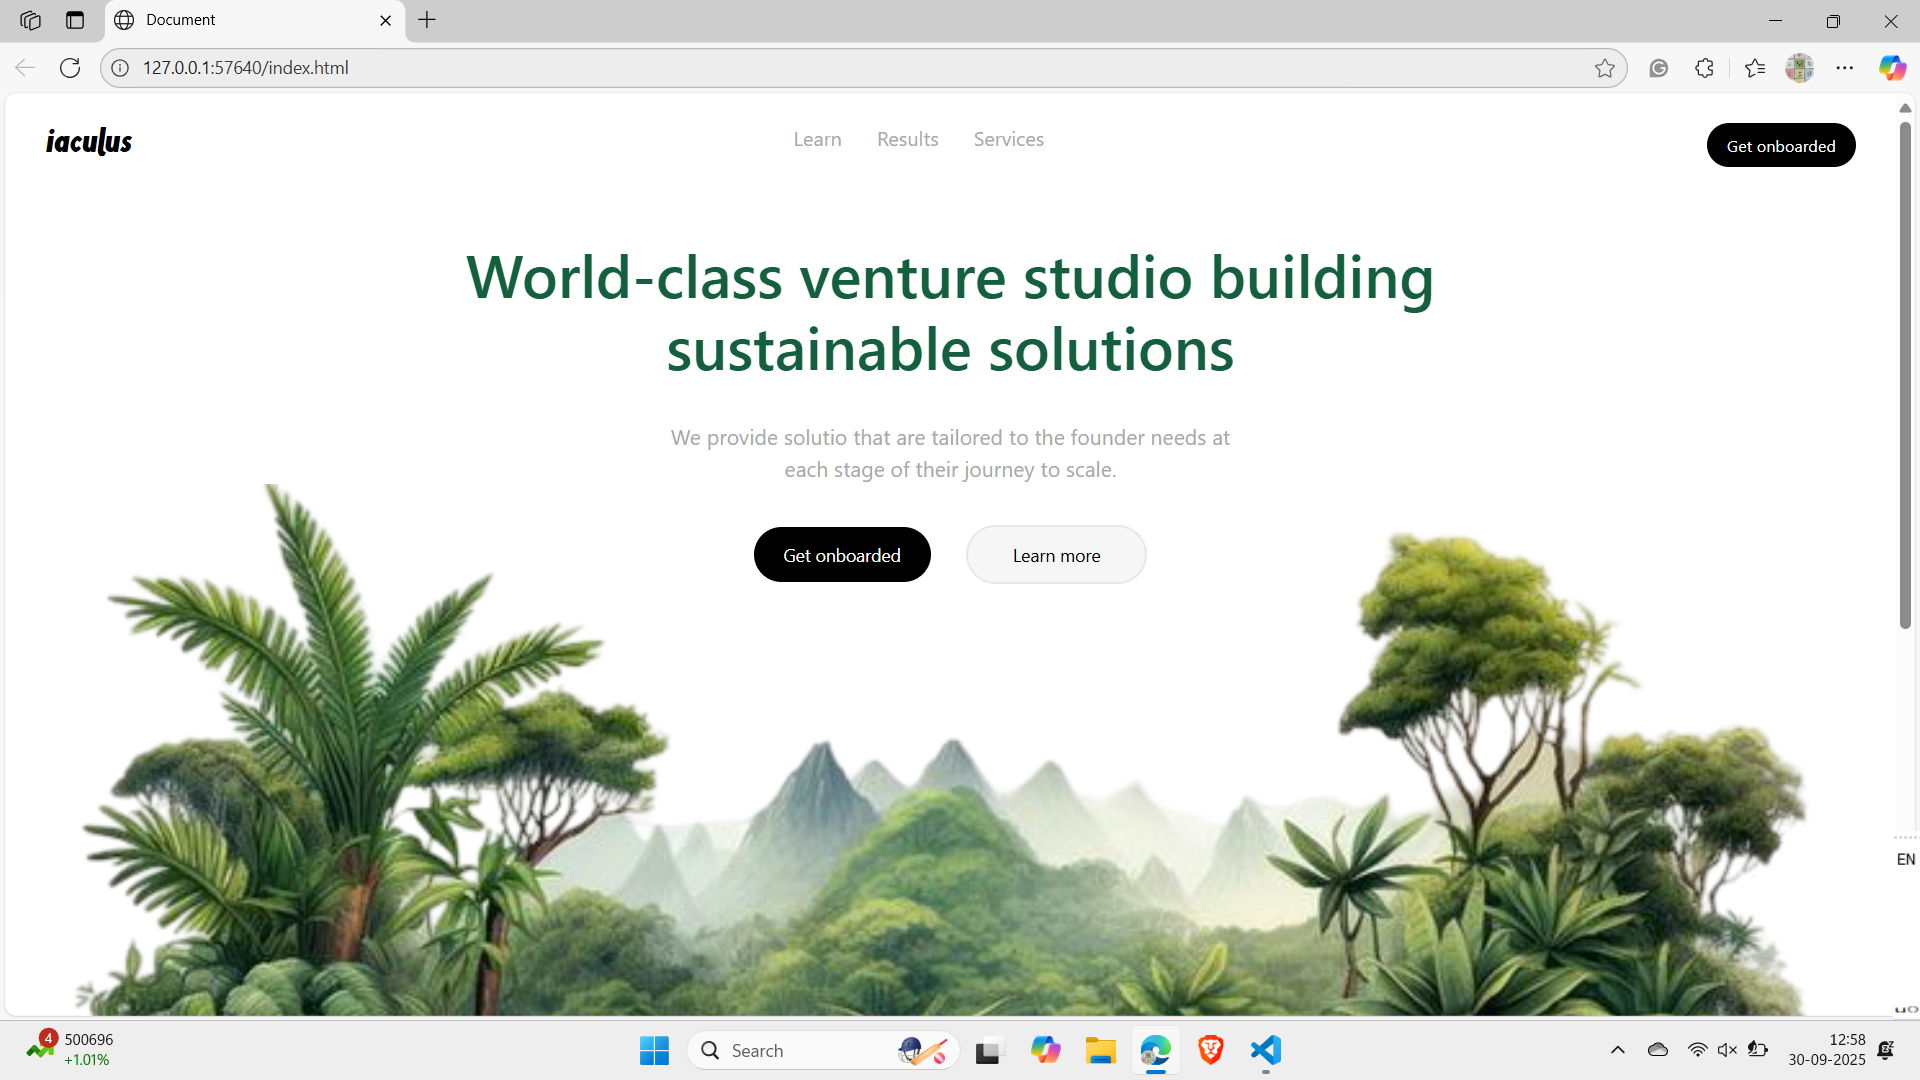 Document
127.0.0.1:57640/index.html
iaculus
Learn
Results
Services
Get onboarded
World-class venture studio building
sustainable solutions
We provide solutio that are tailored to the founder needs at
each stage of their journey to scale.
Get onboarded
Learn more
EN
4
500696
+1.01%
Search
12:58
30-09-2025